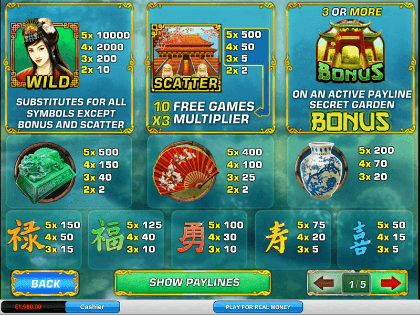 5x 10000
4x 2000
3x 200
2x 10
WILD
SUBSTITUTES FOR ALL
SYMBOLS EXCEPT
BONUS AND SCATTER
5x 500
4x 50
3x 5
2x 2
SCATTER
10 FREE GAMES
X3 MULTIPLIER
3 OR MORE
BONUS
ON AN ACTIVE PAYLINE
SECRET GARDEN
BONUS
5x 500
4x 150
3x 40
2x 2
5x 400
4x 100
3x 25
2x 2
5x 200
4x 70
3x 20
禄
5x 150
4x 50
3x 15
福
5x 125
4x 40
3x 10
勇
5x 100
4x 30
3x 10
寿
5x 75
4x 20
3x 5
喜
5x 50
4x 15
3x 5
BACK
SHOW PAYLINES
1/5
Cashier
PLAY FOR REAL MONEY